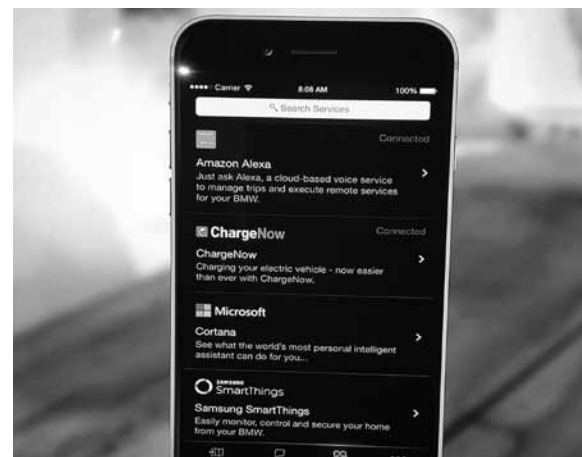 Carrier 8:08 AM 100%
Search Services
Connected
Amazon Alexa
Just ask Alexa, a cloud-based voice service
to manage trips and execute remote services
for your BMW.
ChargeNow Connected
ChargeNow
Charging your electric vehicle - now easier
than ever with ChargeNow.
Microsoft
Cortana
See what the world's most personal intelligent
assistant can do for you...
SAMSUNG
SmartThings
Samsung SmartThings
Easily monitor, control and secure your home
from your BMW.